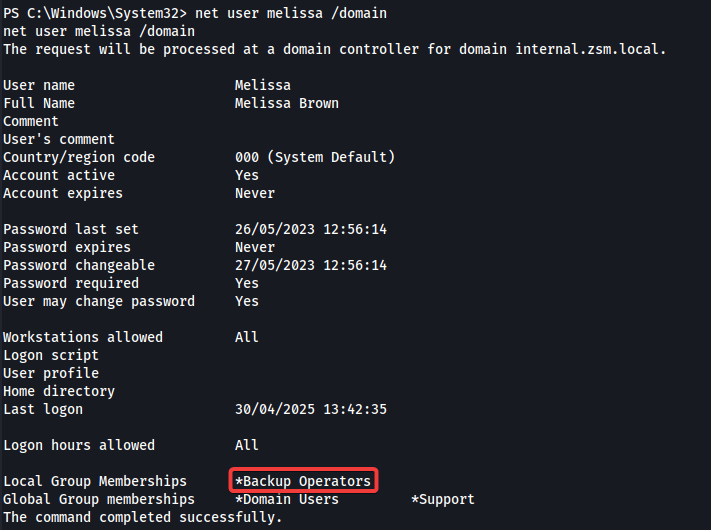 PS C:\Windows\System32> net user melissa /domain
net user melissa /domain
The request will be processed at a domain controller for domain internal.zsm.local.
User name Melissa
Full Name Melissa Brown
Comment
User's comment
Country/region code 000 (System Default)
Account active Yes
Account expires Never
Password last set 26/05/2023 12:56:14
Password expires Never
Password changeable 27/05/2023 12:56:14
Password required Yes
User may change password Yes
Workstations allowed All
Logon script
User profile
Home directory
Last logon 30/04/2025 13:42:35
Logon hours allowed All
Local Group Memberships *Backup Operators
Global Group memberships *Domain Users *Support
The command completed successfully.